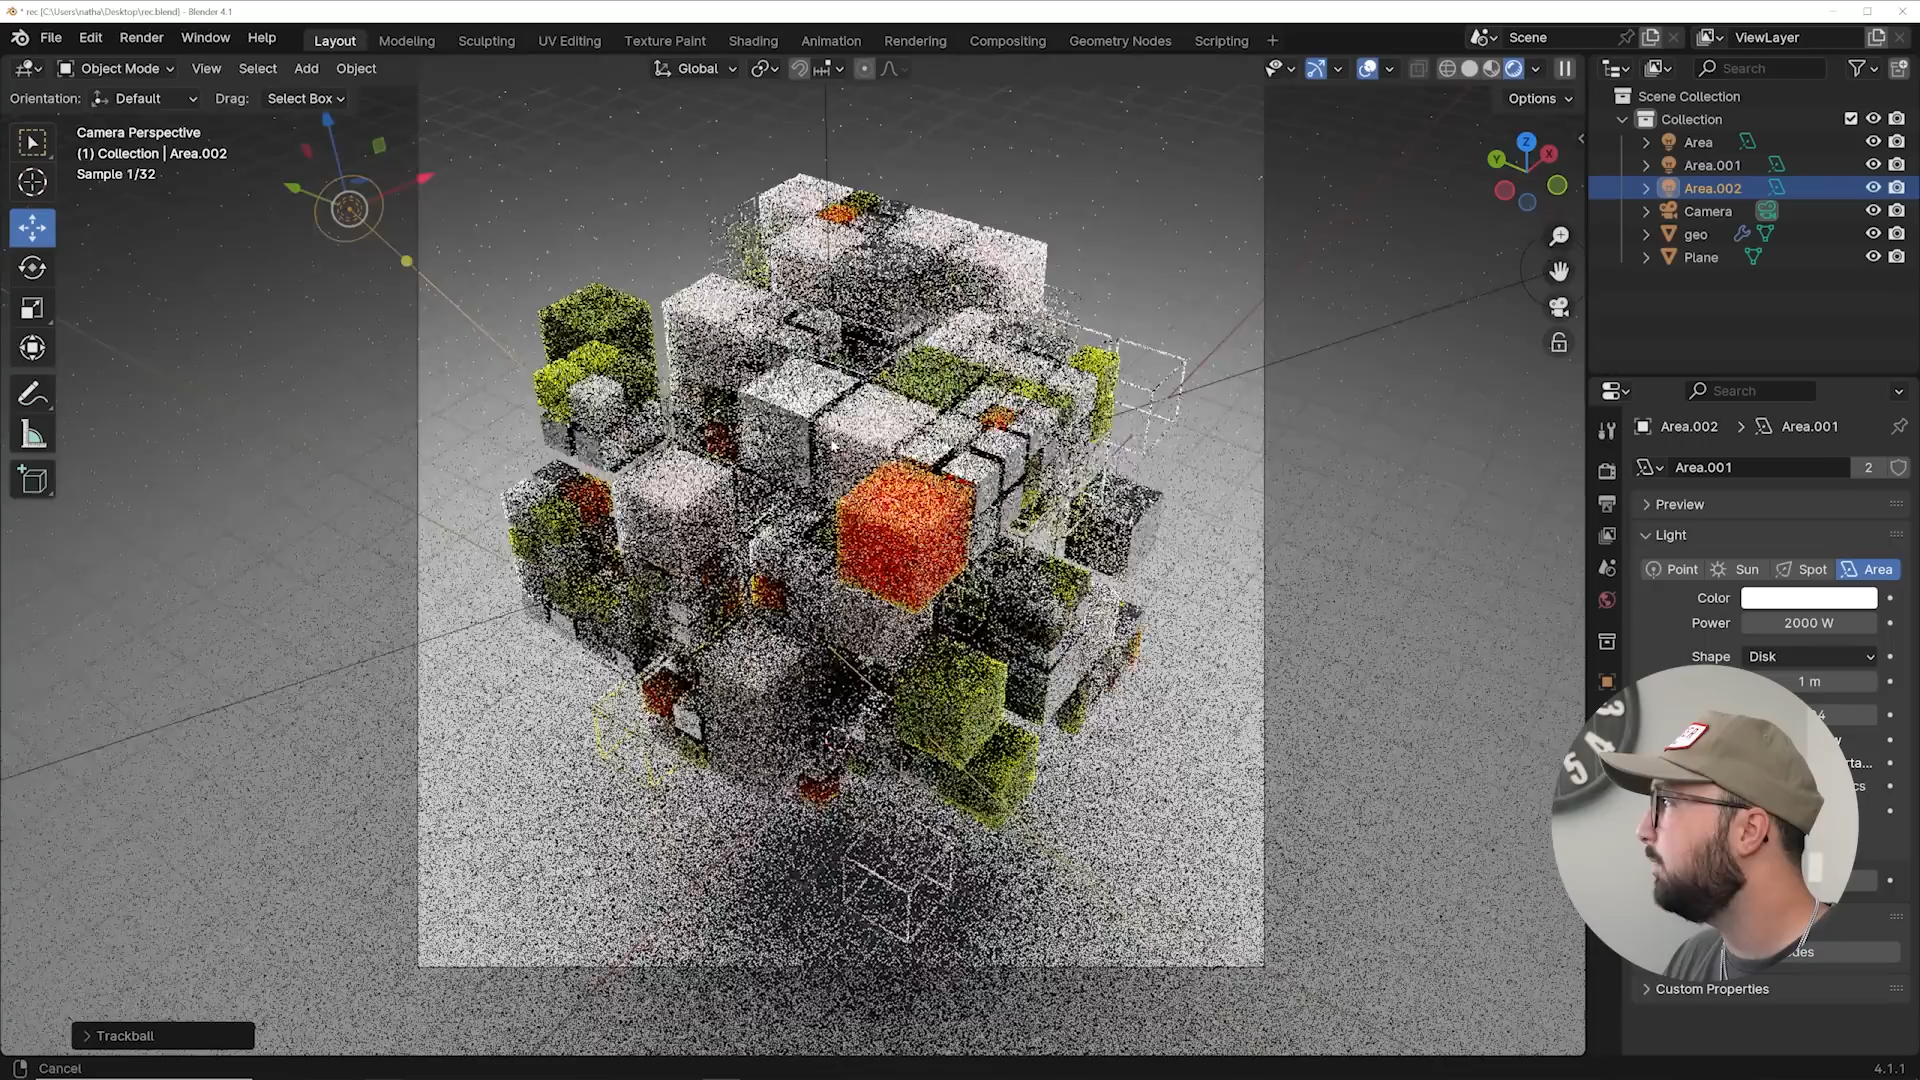 * rec [C:\Users\natha\Desktop\rec.blend] - Blender 4.1
File Edit Render Window Help
Layout Modeling Sculpting UV Editing Texture Paint Shading Animation Rendering Compositing Geometry Nodes Scripting +
Scene
ViewLayer
Object Mode View Select Add Object
Global
Search
Orientation: Default Drag: Select Box
Options
Camera Perspective
(1) Collection | Area.002
Sample 1/32
Z
Y
X
Scene Collection
Collection
Area
Area.001
Area.002
Camera
geo
Plane
Search
Area.002 > Area.001
Area.001 2
Preview
Light
Point Sun Spot Area
Color
Power 2000 W
Shape Disk
1 m
3
4
5
Custom Properties
Trackball
Cancel
4.1.1